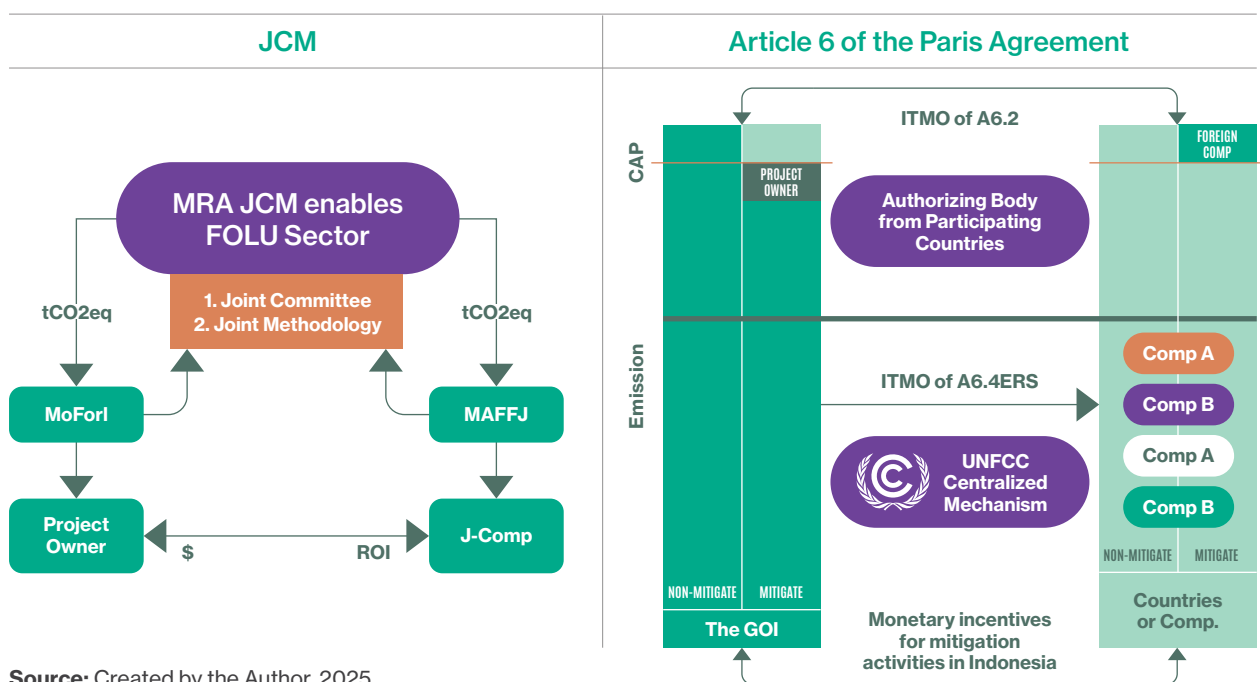 JCM
MRA JCM enables
FOLU Sector
1. Joint Committee
2. Joint Methodology
tCO2eq
tCO2eq
MoForI
MAFFJ
Project
Owner
J-Comp
$
ROI
Article 6 of the Paris Agreement
ITMO of A6.2
CAP
Emission
PROJECT
OWNER
FOREIGN
COMP
Authorizing Body
from Participating
Countries
ITMO of A6.4ERS
UNFCC
Centralized
Mechanism
Comp A
Comp B
Comp A
Comp B
NON-MITIGATE
MITIGATE
The GOI
NON-MITIGATE
MITIGATE
Countries
or Comp.
Monetary incentives
for mitigation
activities in Indonesia
Source: Created by the Author, 2025